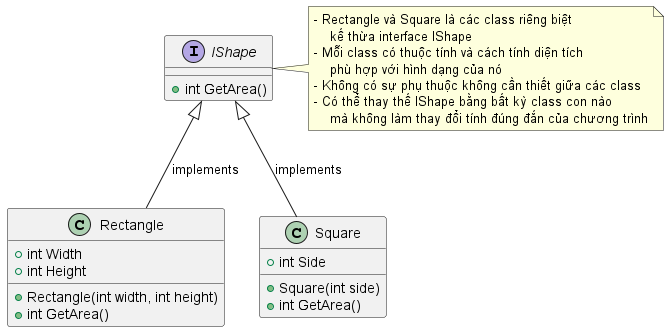 - Rectangle và Square là các class riêng biệt
kế thừa interface IShape
- Mỗi class có thuộc tính và cách tính diện tích
phù hợp với hình dạng của nó
- Không có sự phụ thuộc không cần thiết giữa các class
- Có thể thay thế IShape bằng bất kỳ class con nào
mà không làm thay đổi tính đúng đắn của chương trình
I IShape
int GetArea()
implements
implements
C Rectangle
int Width
int Height
Rectangle(int width, int height)
int GetArea()
C Square
int Side
Square(int side)
int GetArea()